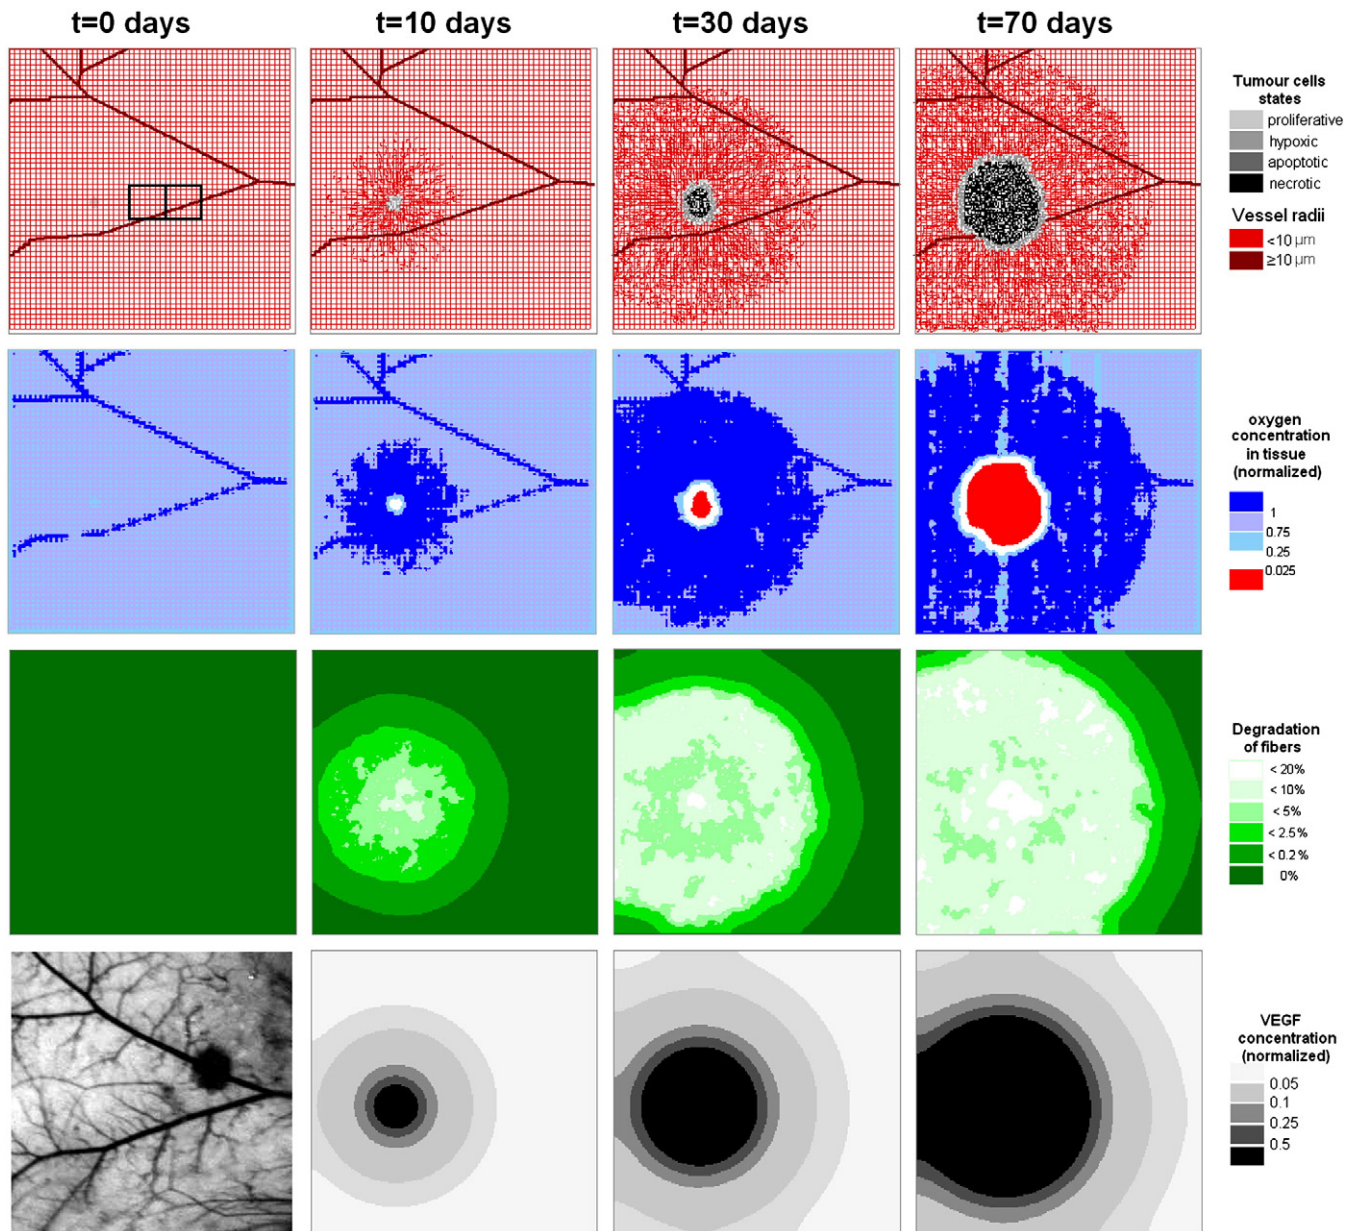 t=0 days
t=10 days
t=30 days
t=70 days
Tumour cells
states
proliferative
hypoxic
apoptotic
necrotic
Vessel radii
<10 μm
≥10 μm
oxygen
concentration
in tissue
(normalized)
1
0.75
0.25
0.025
Degradation
of fibers
< 20%
< 10%
< 5%
< 2.5%
< 0.2%
0%
VEGF
concentration
(normalized)
0.05
0.1
0.25
0.5